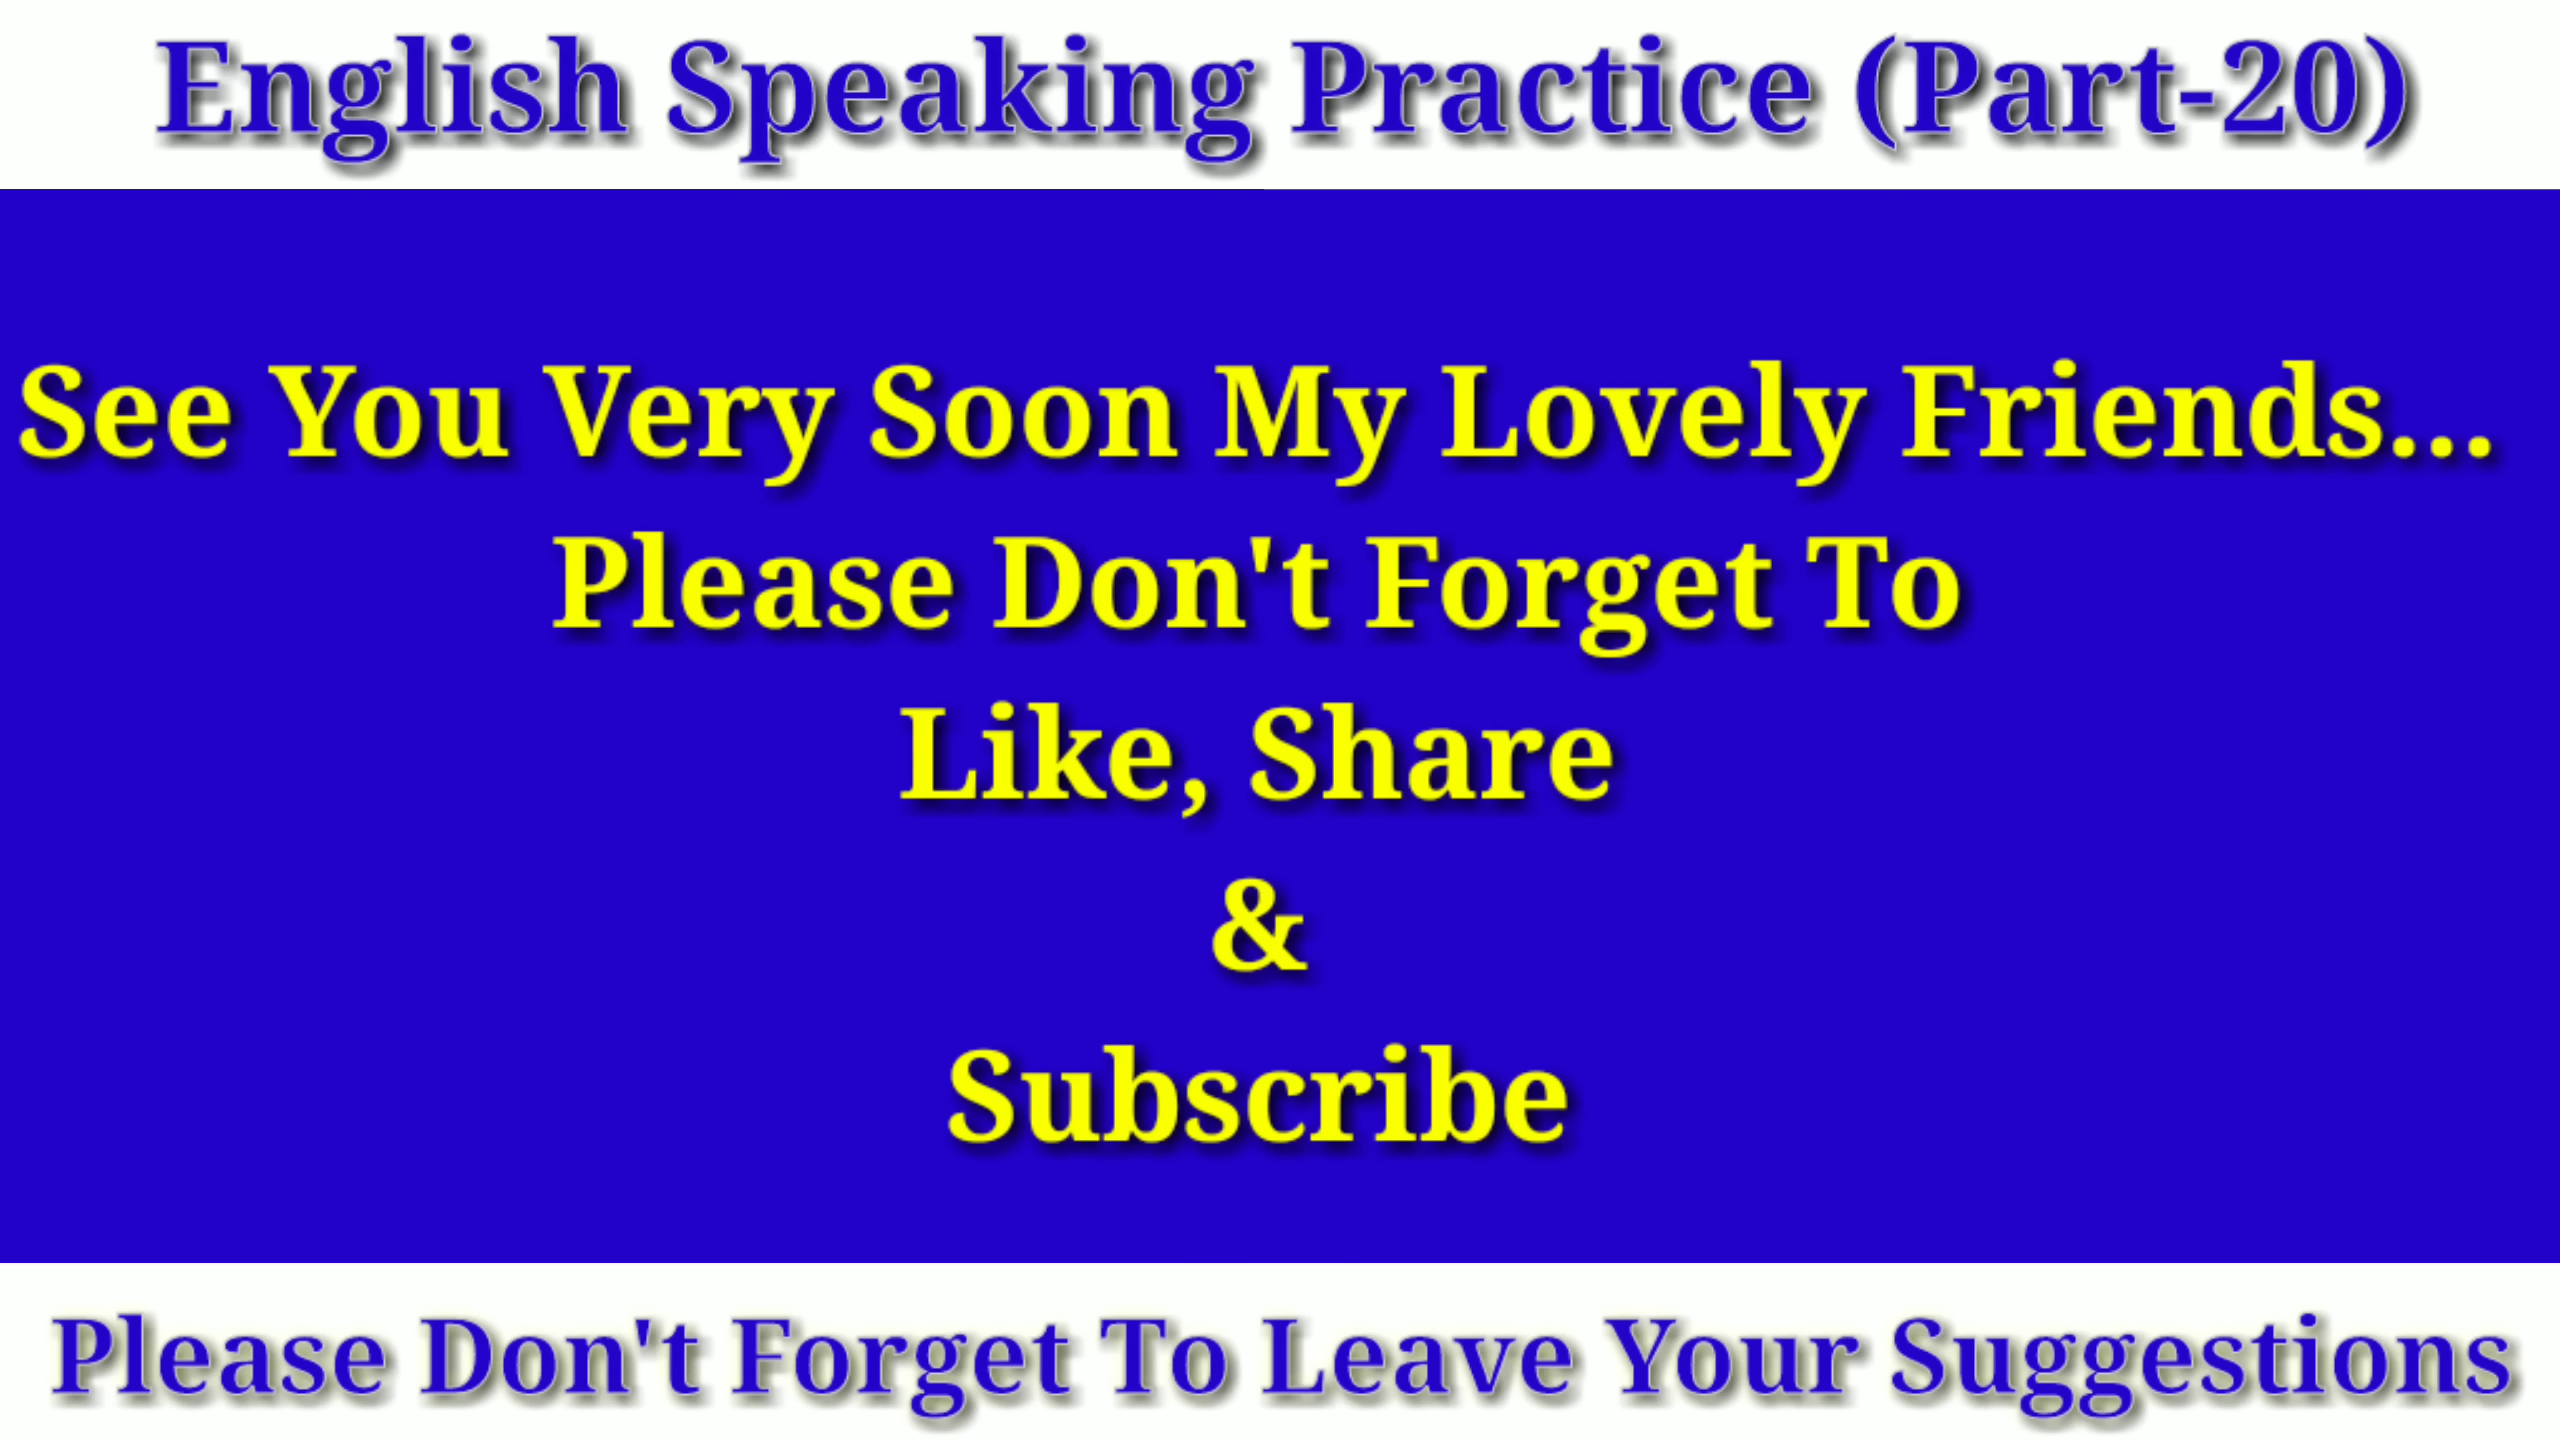 English Speaking Practice (Part-20)
See You Very Soon My Lovely Friends...
Please Don't Forget To
Like, Share
&
Subscribe
Please Don't Forget To Leave Your Suggestions